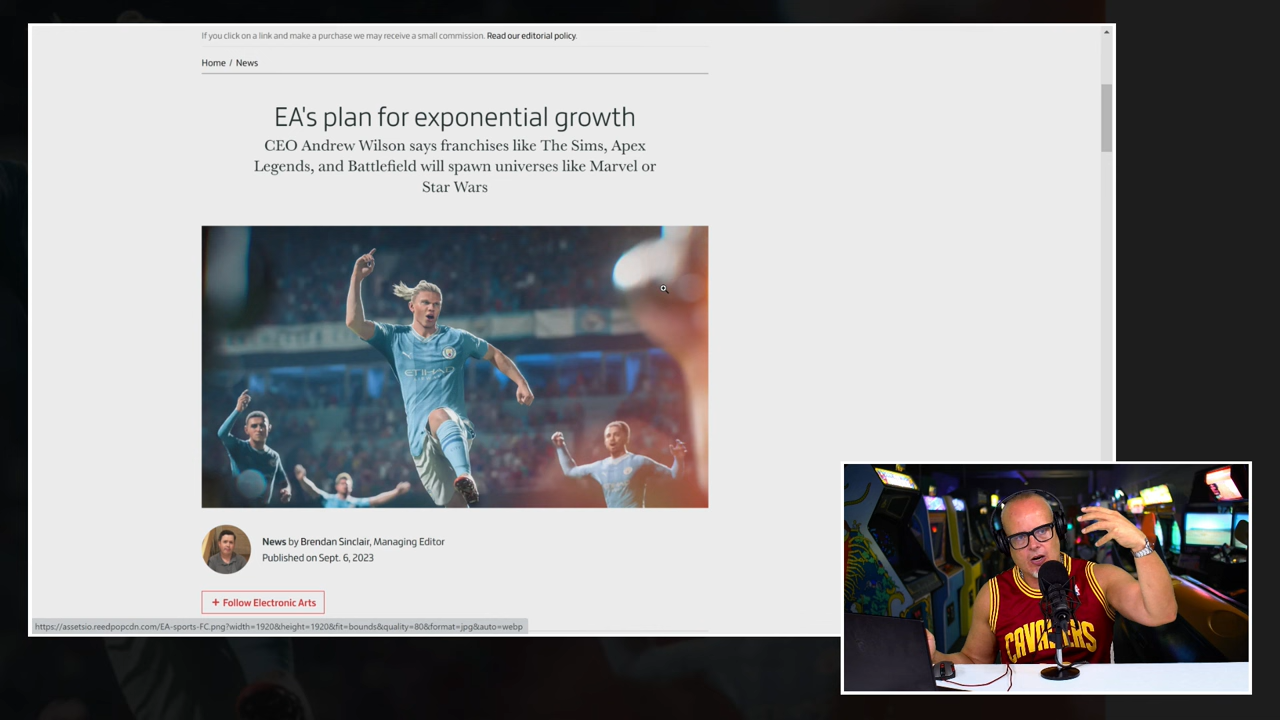 If you click on a link and make a purchase we may receive a small commission. Read our editorial policy.
Home / News
EA's plan for exponential growth
CEO Andrew Wilson says franchises like The Sims, Apex
Legends, and Battlefield will spawn universes like Marvel or
Star Wars
ETIHAD
News by Brendan Sinclair, Managing Editor
Published on Sept. 6, 2023
+ Follow Electronic Arts
https://assetsio.reedpopcdn.com/EA-sports-FC.png?width=1920&height=1920&fit=bounds&quality=80&format=jpg&auto=webp
CAVALIERS